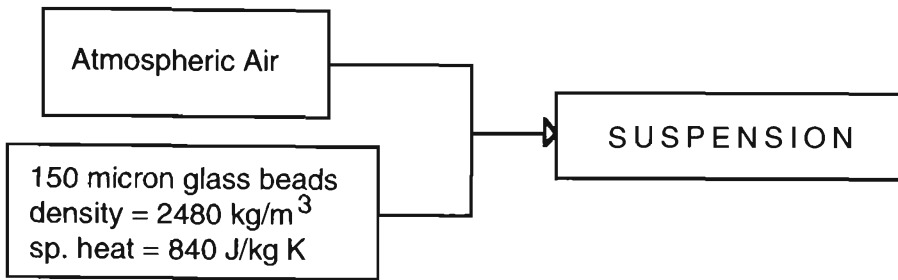 Atmospheric Air
150 micron glass beads
density = 2480 kg/m³
sp. heat = 840 J/kg K
SUSPENSION